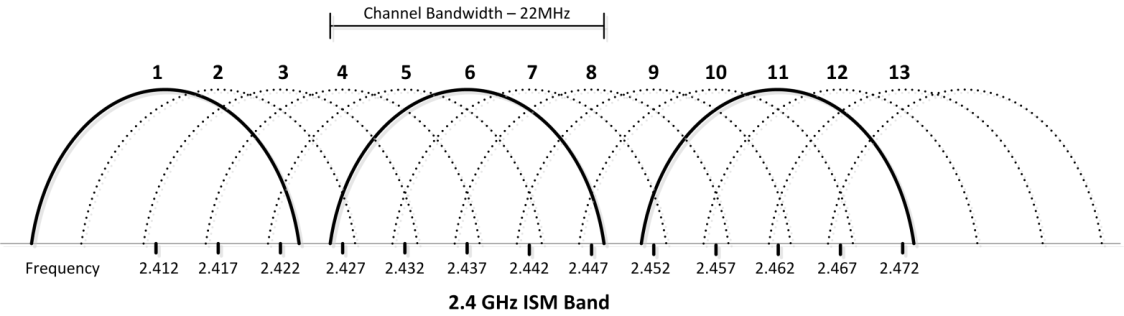 Channel Bandwidth – 22MHz
1 2 3 4 5 6 7 8 9 10 11 12 13
Frequency 2.412 2.417 2.422 2.427 2.432 2.437 2.442 2.447 2.452 2.457 2.462 2.467 2.472
2.4 GHz ISM Band